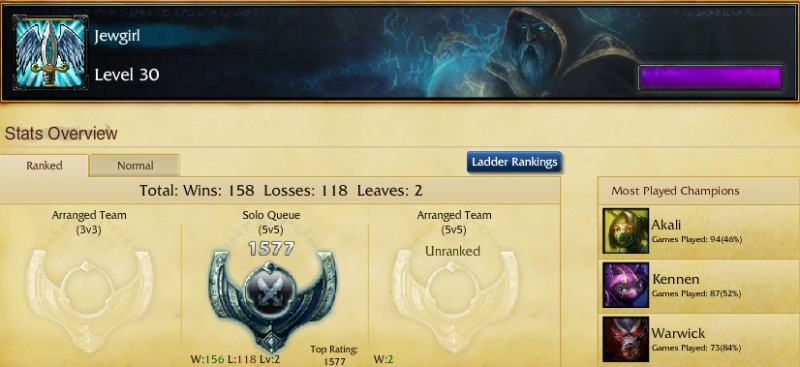 Jewgirl
Level 30
Stats Overview
Ranked
Normal
Ladder Rankings
Total: Wins: 158 Losses: 118 Leaves: 2
Arranged Team
(3v3)
Solo Queue
(5v5)
1577
W:156 L:118 Lv:2
Top Rating:
1577
Arranged Team
(5v5)
Unranked
W:2
Most Played Champions
Akali
Games Played: 94(46%)
Kennen
Games Played: 87(52%)
Warwick
Games Played: 73(84%)